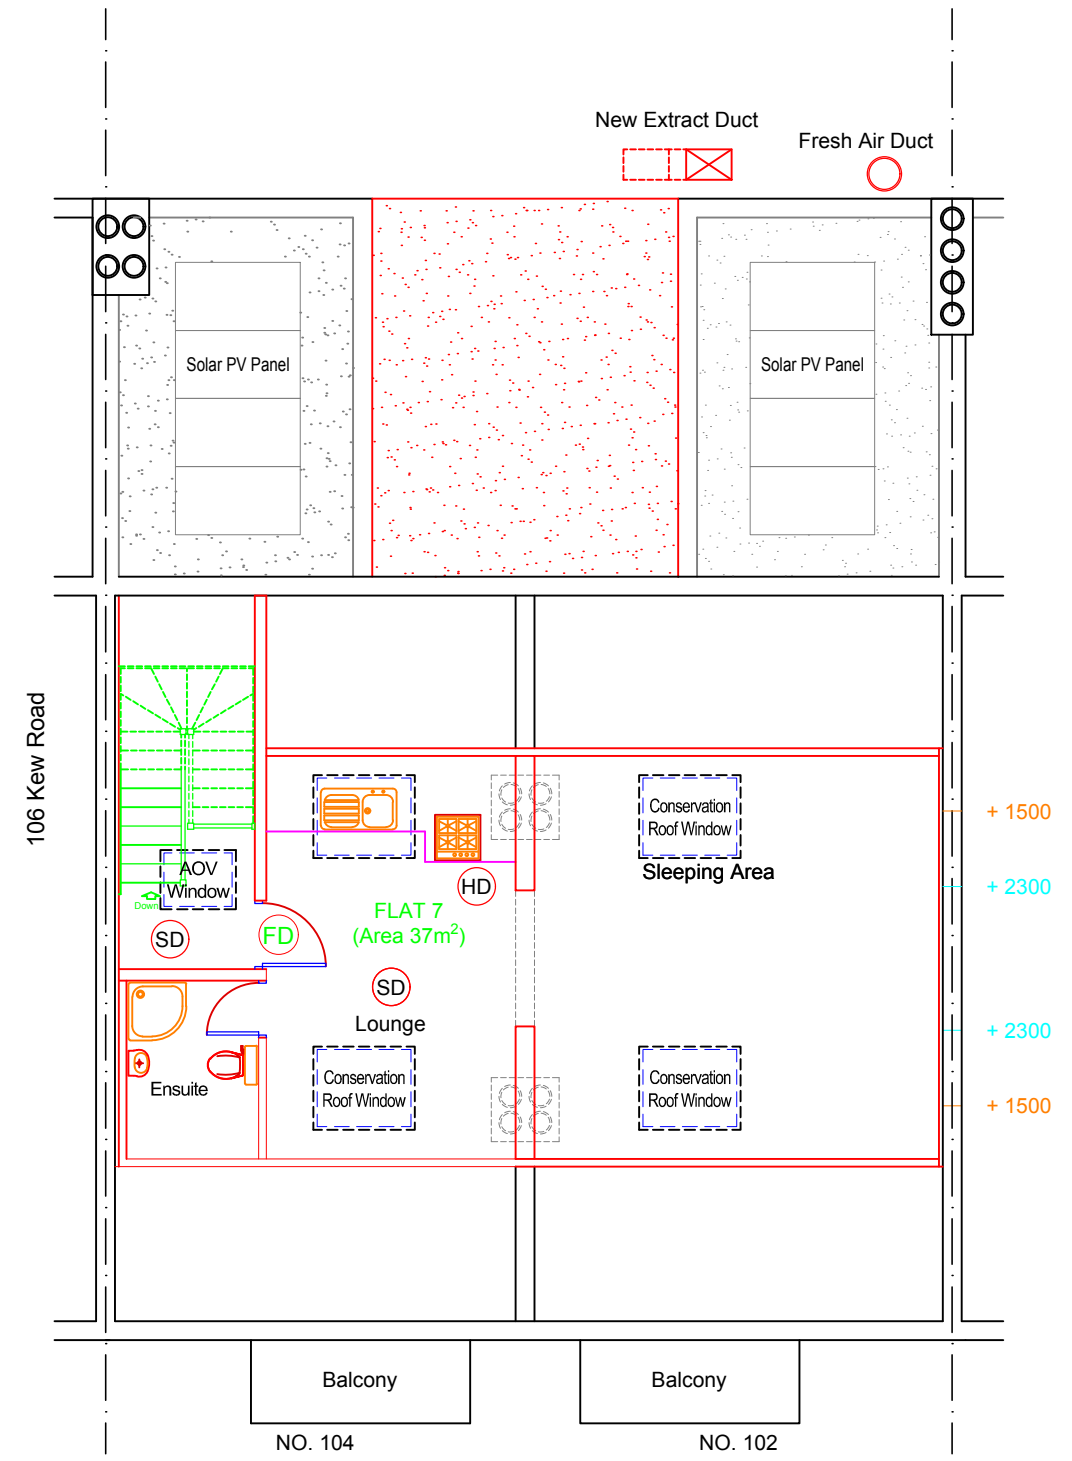 New Extract Duct
Fresh Air Duct
Solar PV Panel
Solar PV Panel
106 Kew Road
Conservation
Roof Window
+ 1500
AOV
Window
Sleeping Area
+ 2300
HD
Down
FLAT 7
(Area 37m²)
SD
FD
SD
Lounge
+ 2300
Ensuite
Conservation
Roof Window
Conservation
Roof Window
+ 1500
Balcony
Balcony
NO. 104
NO. 102